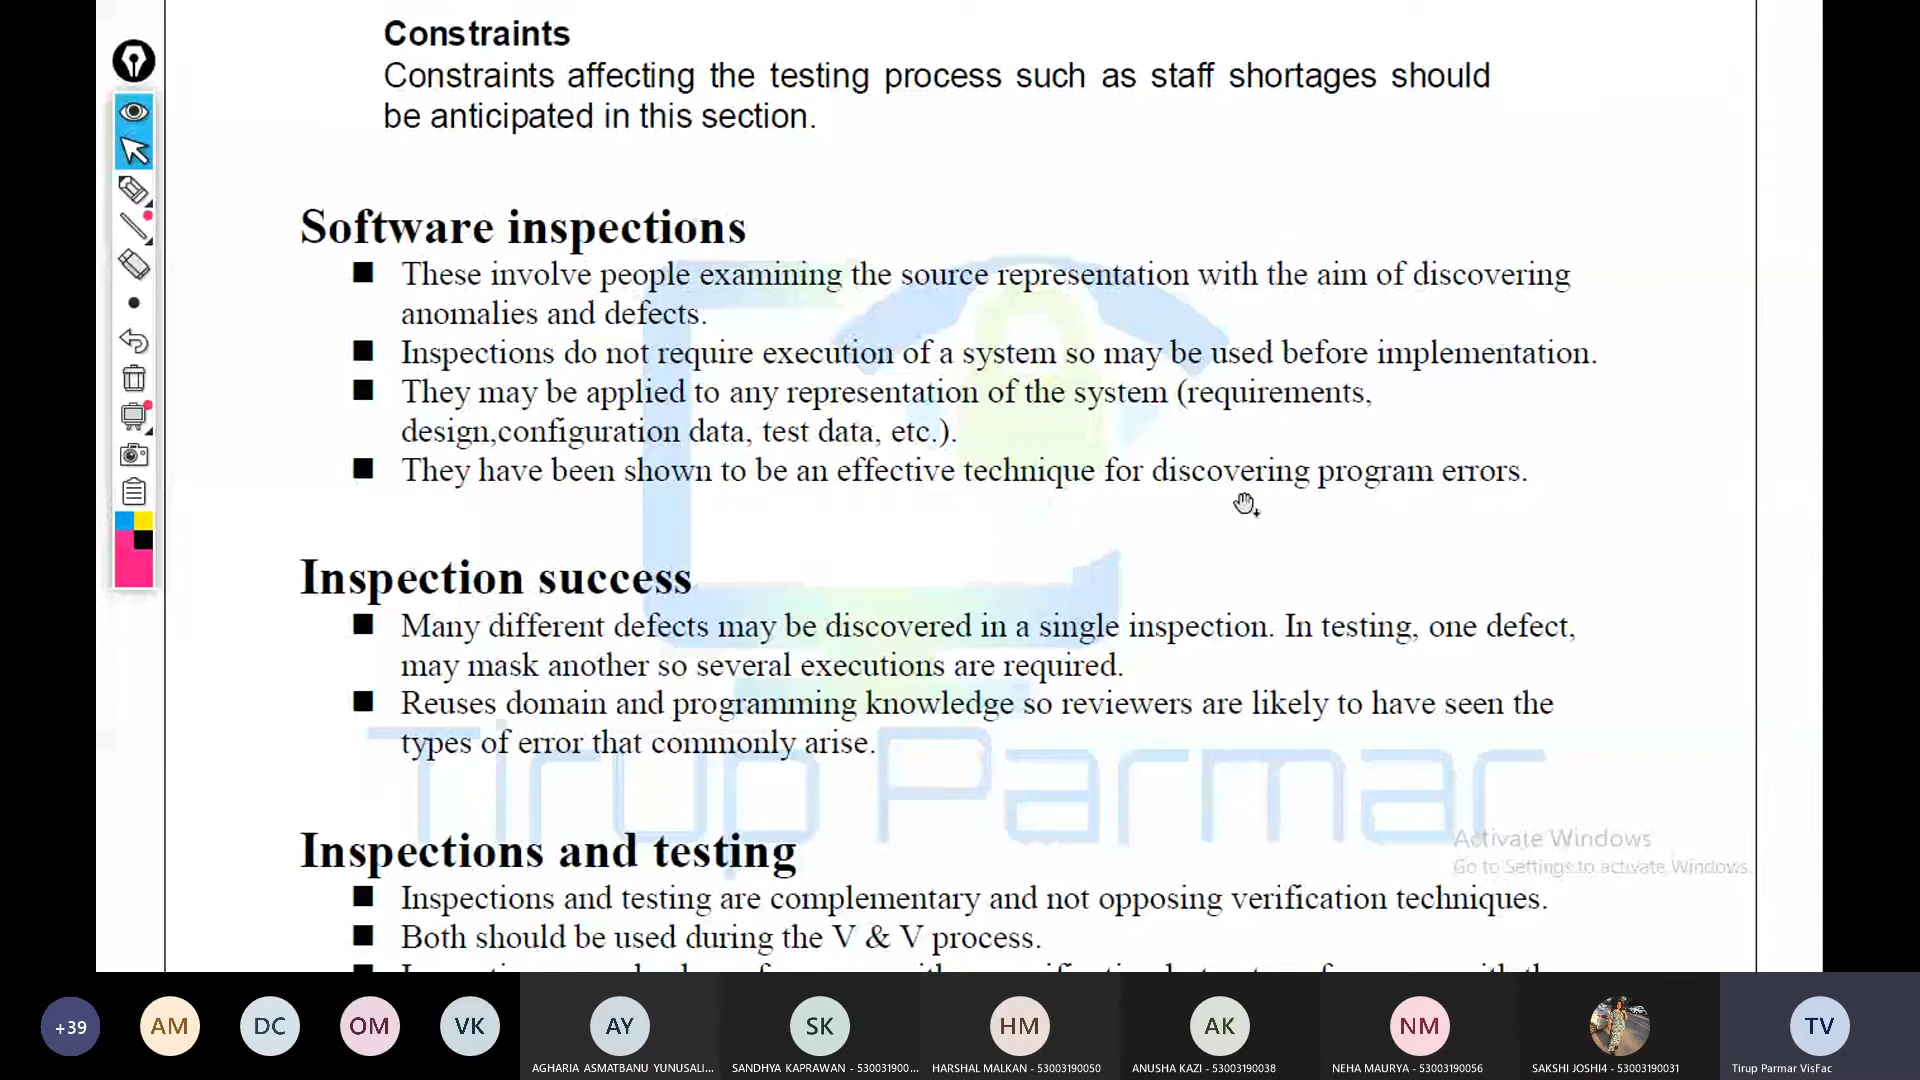 Constraints
Constraints affecting the testing process such as staff shortages should
be anticipated in this section.
Software inspections
These involve people examining the source representation with the aim of discovering
anomalies and defects.
Inspections do not require execution of a system so may be used before implementation.
They may be applied to any representation of the system (requirements,
design,configuration data, test data, etc.).
They have been shown to be an effective technique for discovering program errors.
Inspection success
Many different defects may be discovered in a single inspection. In testing, one defect,
may mask another so several executions are required.
Reuses domain and programming knowledge so reviewers are likely to have seen the
types of error that commonly arise.
Tirup Parmar
Inspections and testing
Activate Windows
Go to Settings to activate Windows.
Inspections and testing are complementary and not opposing verification techniques.
Both should be used during the V & V process.
+39
AM
DC
OM
VK
AY
SK
HM
AK
NM
TV
AGHARIA ASMATBANU YUNUSALI...
SANDHYA KAPRAWAN - 530031900...
HARSHAL MALKAN - 53003190050
ANUSHA KAZI - 53003190038
NEHA MAURYA - 53003190056
SAKSHI JOSHI4 - 53003190031
Tirup Parmar VisFac